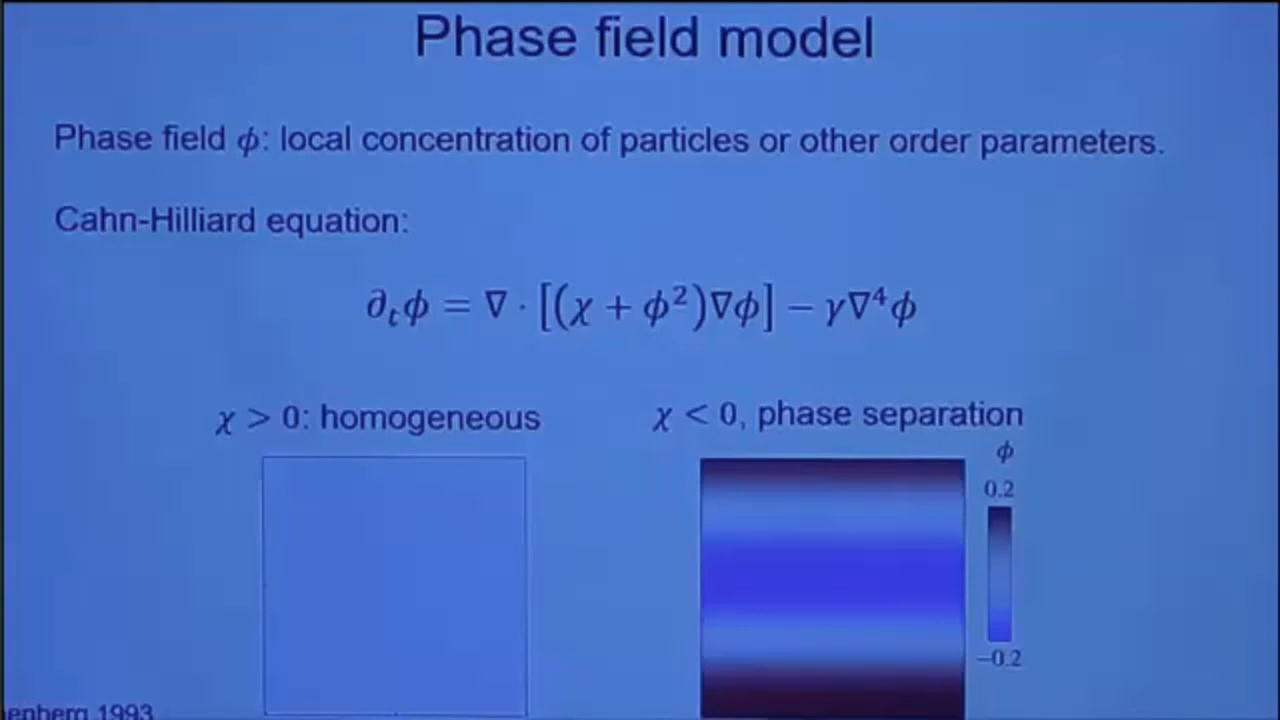 Phase field model
Phase field ϕ: local concentration of particles or other order parameters.
Cahn-Hilliard equation:
∂ₜϕ = ∇ · [(χ + ϕ²)∇ϕ] − γ∇⁴ϕ
χ > 0: homogeneous
χ < 0, phase separation
ϕ
0.2
−0.2
1993